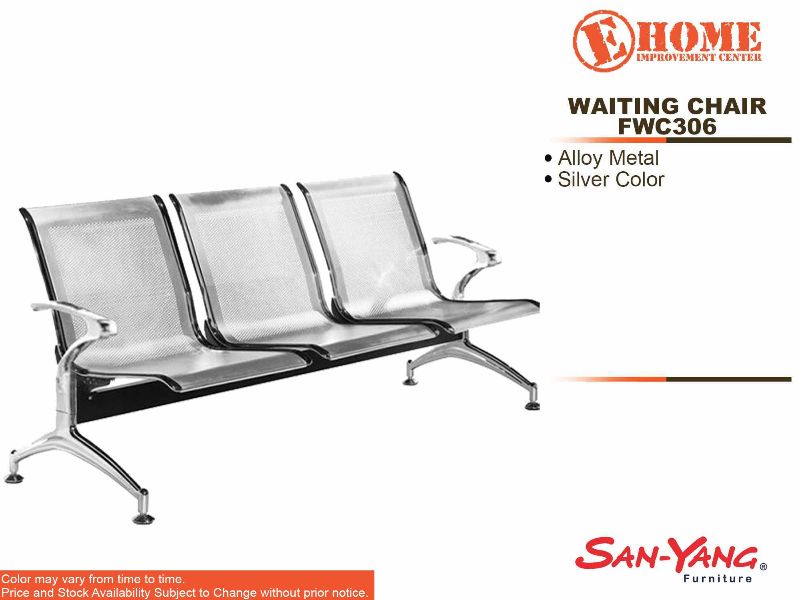 E HOME
IMPROVEMENT CENTER
WAITING CHAIR
FWC306
• Alloy Metal
• Silver Color
SAN-YANG®
Furniture
Color may vary from time to time.
Price and Stock Availability Subject to Change without prior notice.